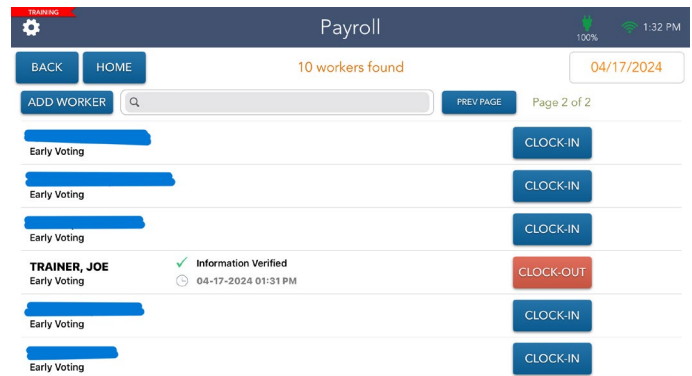 TRAINING
Payroll
100%
1:32 PM
BACK
HOME
10 workers found
04/17/2024
ADD WORKER
PREV PAGE
Page 2 of 2
Early Voting
CLOCK-IN
Early Voting
CLOCK-IN
Early Voting
CLOCK-IN
TRAINER, JOE
Early Voting
Information Verified
04-17-2024 01:31 PM
CLOCK-OUT
Early Voting
CLOCK-IN
Early Voting
CLOCK-IN